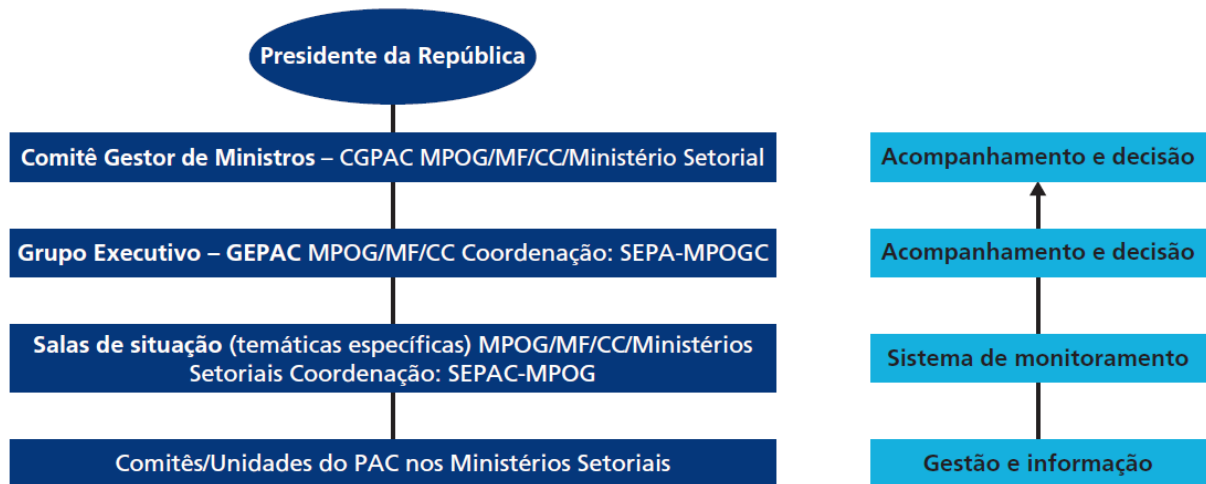 Presidente da República
Comitê Gestor de Ministros – CGPAC MPOG/MF/CC/Ministério Setorial
Acompanhamento e decisão
Grupo Executivo – GEPAC MPOG/MF/CC Coordenação: SEPA-MPOGC
Acompanhamento e decisão
Salas de situação (temáticas específicas) MPOG/MF/CC/Ministérios
Setoriais Coordenação: SEPAC-MPOG
Sistema de monitoramento
Comitês/Unidades do PAC nos Ministérios Setoriais
Gestão e informação